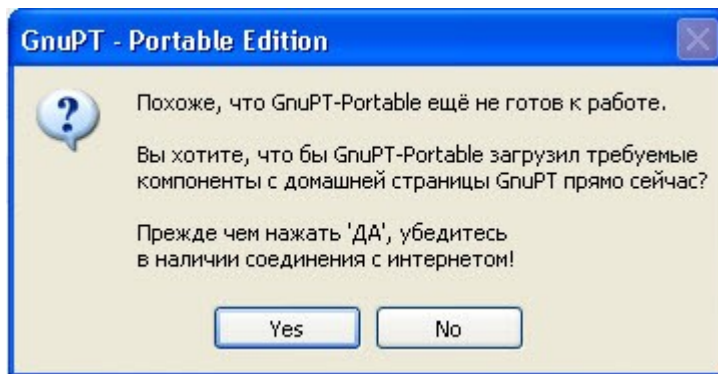 GnuPT - Portable Edition
Похоже, что GnuPT-Portable ещё не готов к работе.
Вы хотите, что бы GnuPT-Portable загрузил требуемые
компоненты с домашней страницы GnuPT прямо сейчас?
Прежде чем нажать 'ДА', убедитесь
в наличии соединения с интернетом!
Yes No